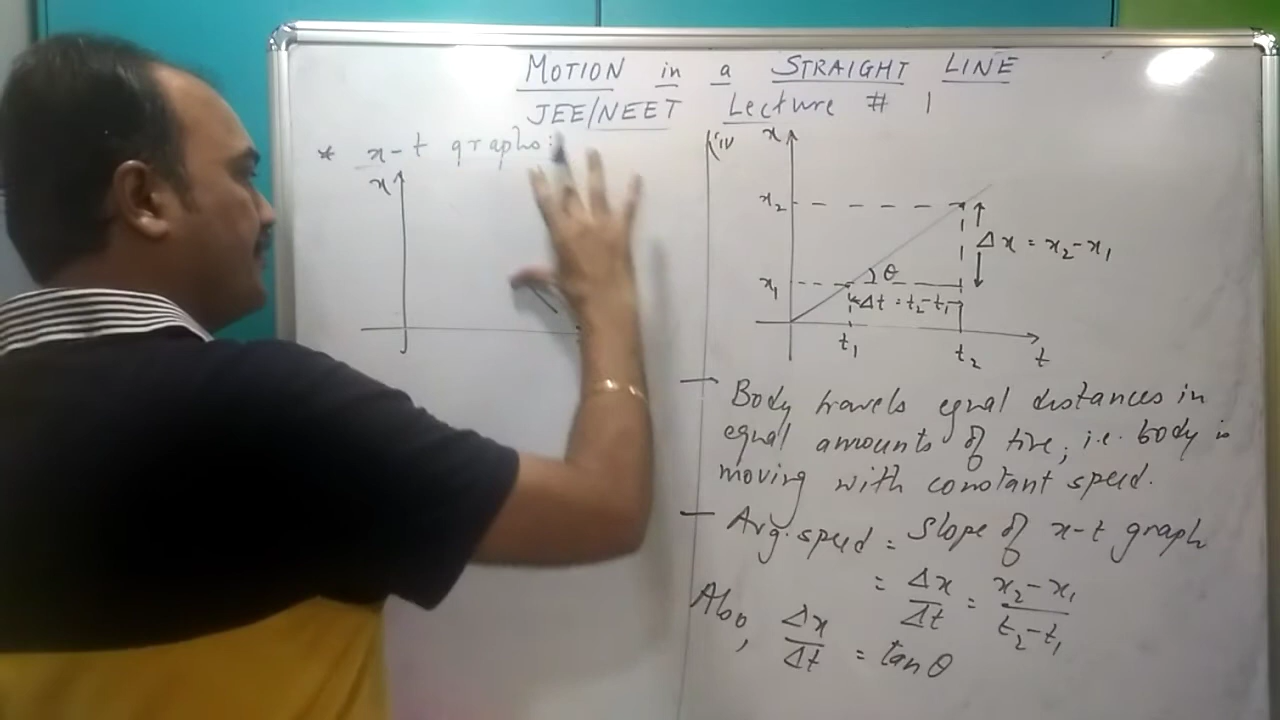 MOTION in a STRAIGHT LINE
JEE/NEET Lecture # 1
* x-t graphs:
x
(iv
x
x₂
Δx = x₂-x₁
θ
x₁
Δt = t₂-t₁
t₁
t₂
t
— Body travels equal distances in
equal amounts of time, i.e. body is
moving with constant speed.
— Avg. speed = Slope of x-t graph
= Δx/Δt = x₂-x₁/t₂-t₁
Also, Δx/Δt = tan θ